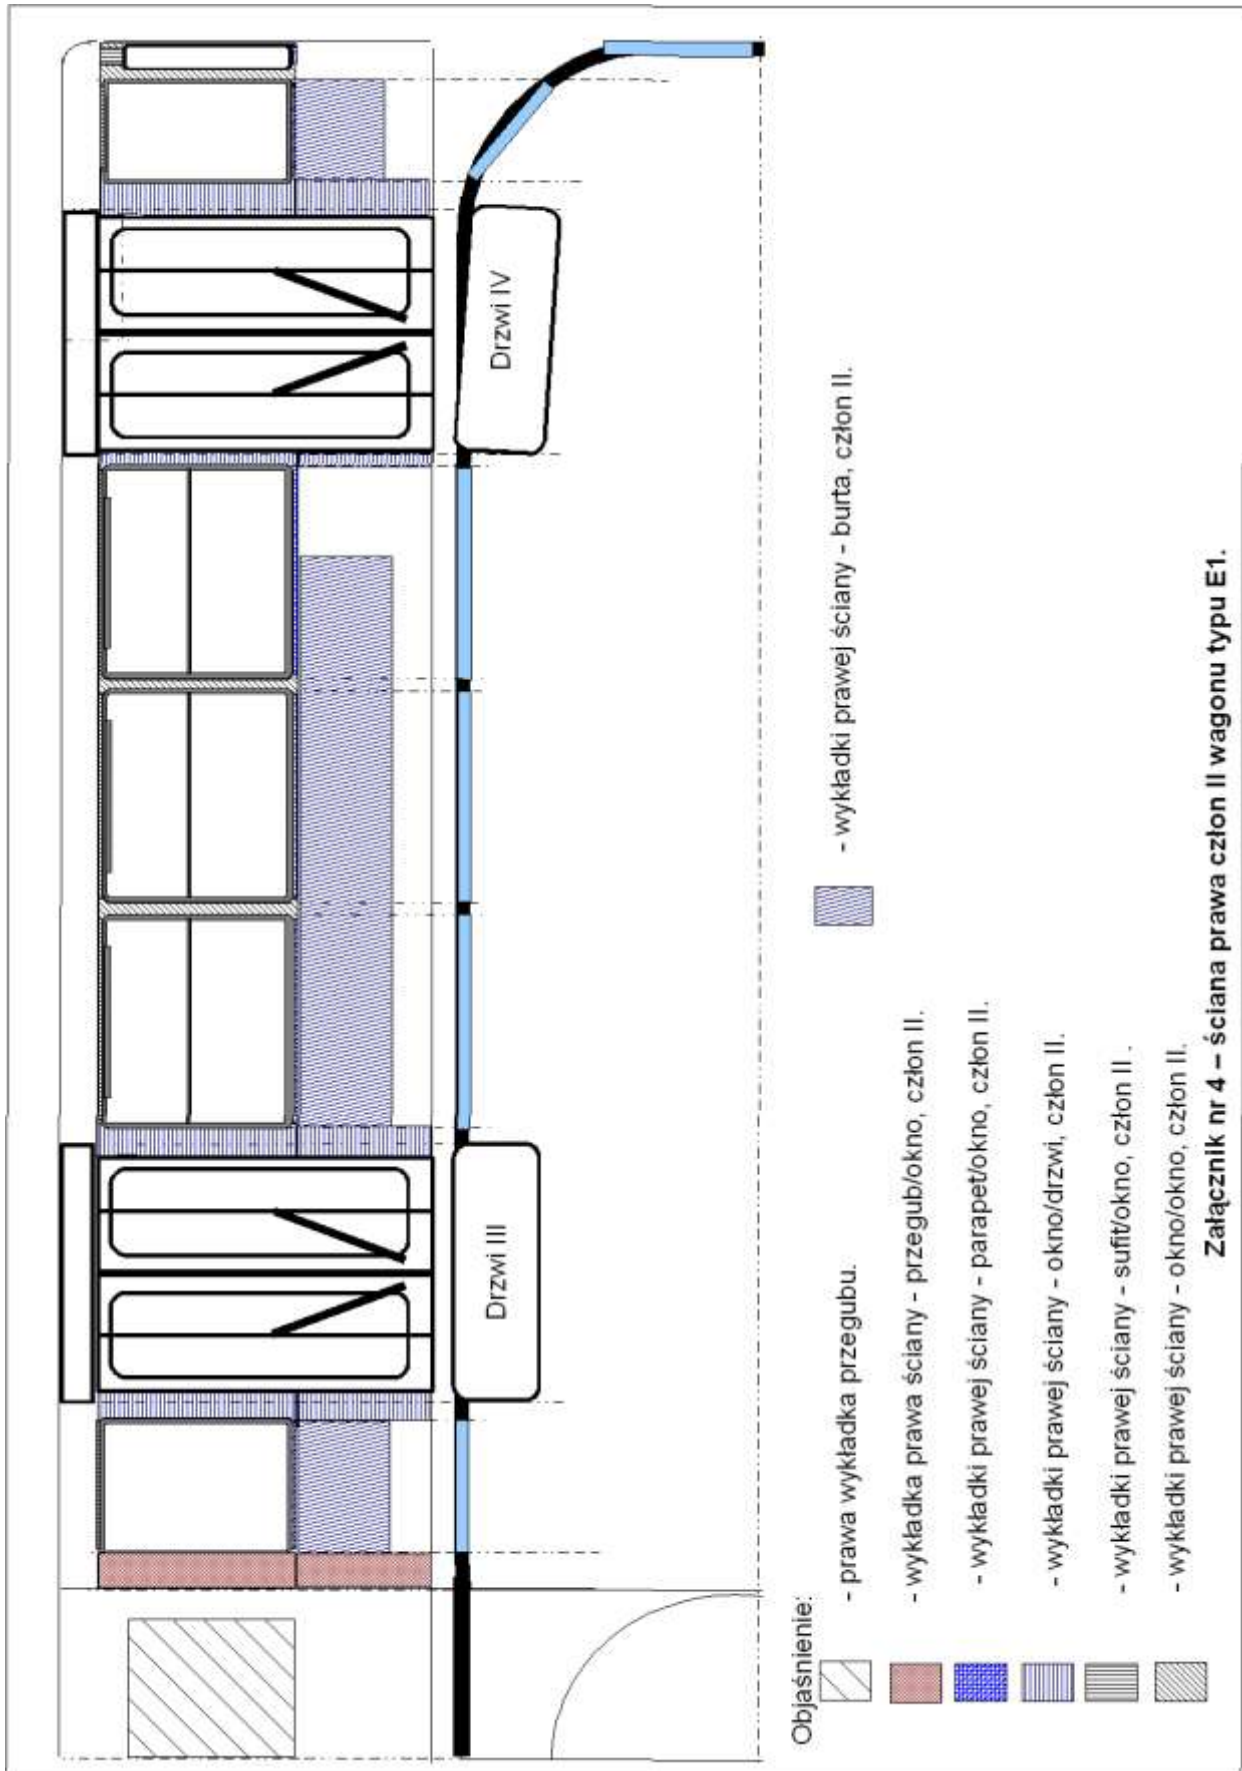 Drzwi III
Drzwi IV
Objaśnienie:
- prawa wykładka przegubu.
- wykładki prawej ściany - burta, człon II.
- wykładka prawa ściany - przegub/okno, człon II.
- wykładki prawej ściany - parapet/okno, człon II.
- wykładki prawej ściany - okno/drzwi, człon II.
- wykładki prawej ściany - sufit/okno, człon II .
- wykładki prawej ściany - okno/okno, człon II.
Załącznik nr 4 – ściana prawa człon II wagonu typu E1.